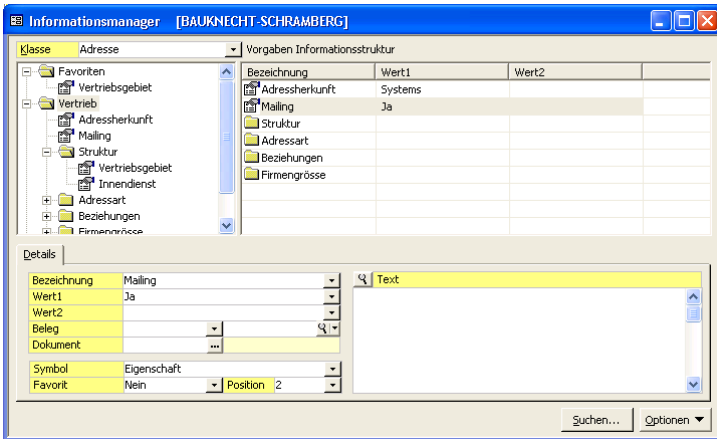 Informationsmanager [BAUKNECHT-SCHRAMBERG]
Klasse Adresse Vorgaben Informationsstruktur
Favoriten
Vertriebsgebiet
Vertrieb
Adressherkunft
Mailing
Struktur
Vertriebsgebiet
Innendienst
Adressart
Beziehungen
Firmengrösse
Bezeichnung Wert1 Wert2
Adressherkunft Systems
Mailing Ja
Struktur
Adressart
Beziehungen
Firmengrösse
Details
Bezeichnung Mailing
Wert1 Ja
Wert2
Beleg
Dokument ...
Symbol Eigenschaft
Favorit Nein Position 2
Text
Suchen... Optionen